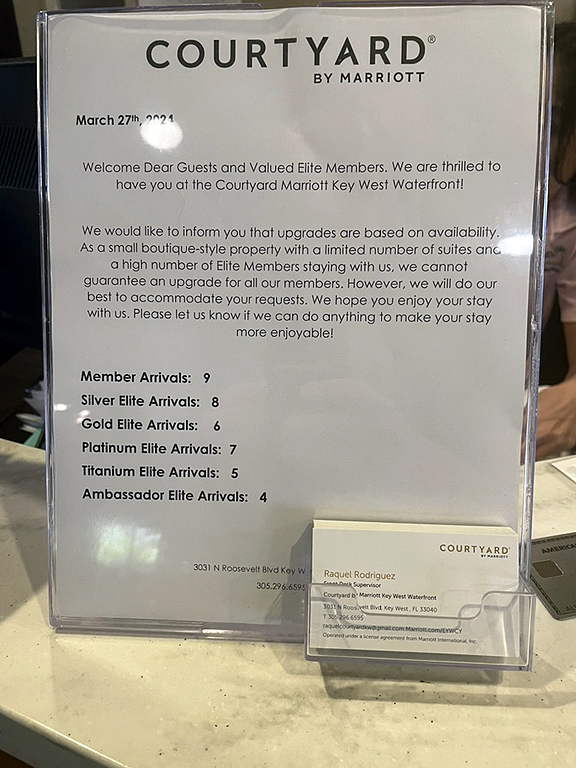 COURTYARD®
BY MARRIOTT
March 27th, 2024
Welcome Dear Guests and Valued Elite Members. We are thrilled to
have you at the Courtyard Marriott Key West Waterfront!
We would like to inform you that upgrades are based on availability.
As a small boutique-style property with a limited number of suites and
a high number of Elite Members staying with us, we cannot
guarantee an upgrade for all our members. However, we will do our
best to accommodate your requests. We hope you enjoy your stay
with us. Please let us know if we can do anything to make your stay
more enjoyable!
Member Arrivals: 9
Silver Elite Arrivals: 8
Gold Elite Arrivals: 6
Platinum Elite Arrivals: 7
Titanium Elite Arrivals: 5
Ambassador Elite Arrivals: 4
3031 N Roosevelt Blvd Key W
305.296.6595
COURTYARD®
BY MARRIOTT
Raquel Rodriguez
Front Desk Supervisor
Courtyard by Marriott Key West Waterfront
3031 N Roosevelt Blvd, Key West, FL 33040
T 305.296.6595
raquelcourtyardkw@gmail.com Marriott.com/EYWCY
Operated under a license agreement from Marriott International, Inc.
AMERICA